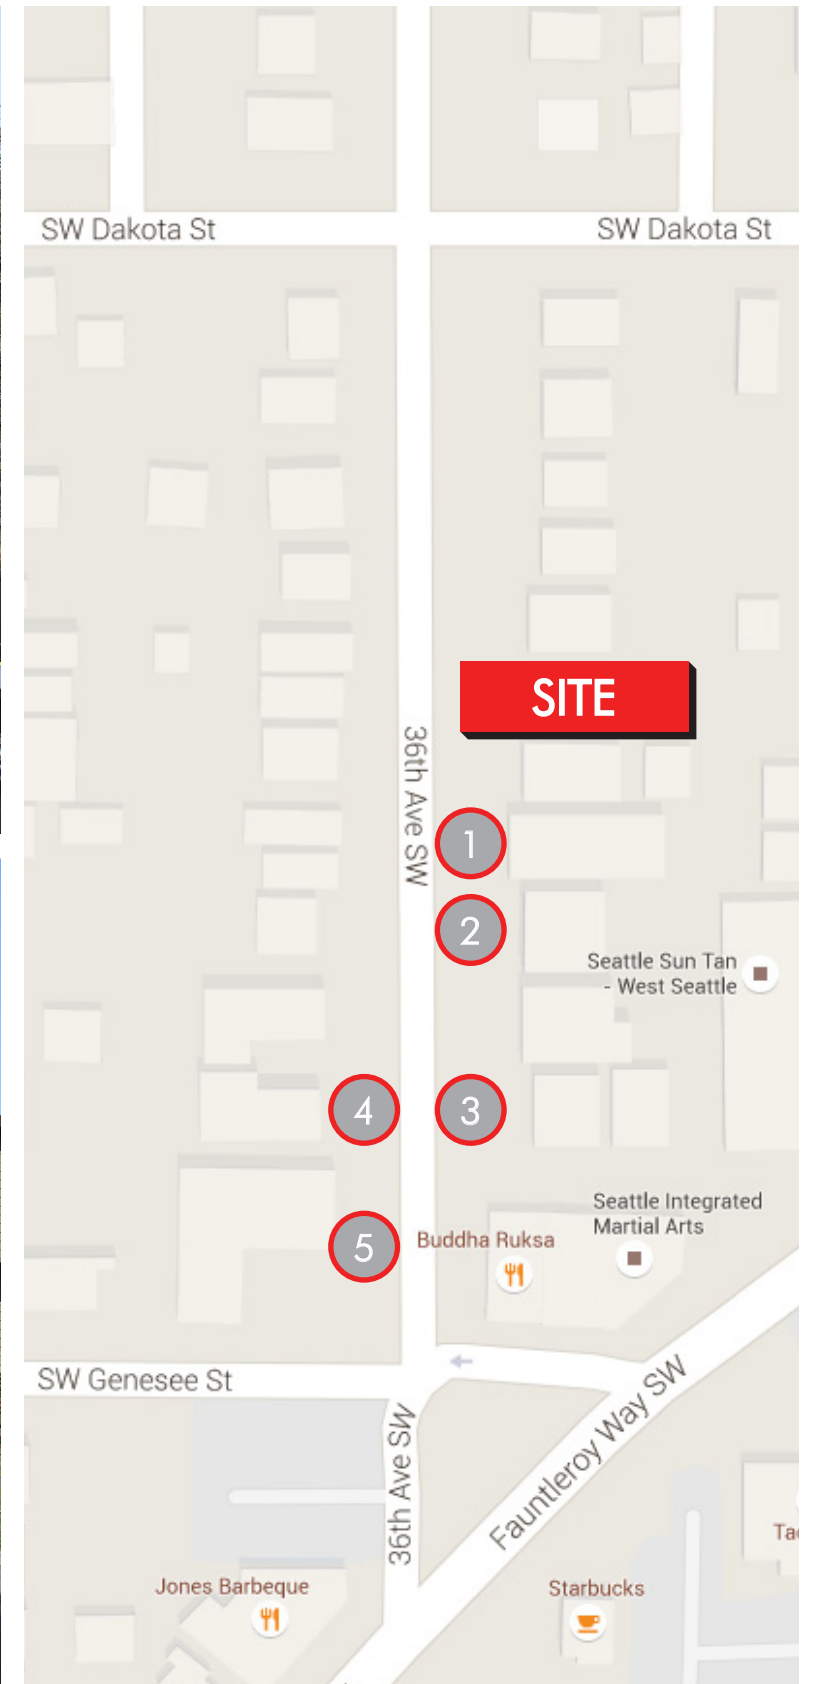 SW Dakota St
SW Dakota St
SITE
36th Ave SW
1
2
Seattle Sun Tan
- West Seattle
4
3
Seattle Integrated
Martial Arts
5
Buddha Ruksa
SW Genesee St
Fauntleroy Way SW
36th Ave SW
Jones Barbeque
Starbucks